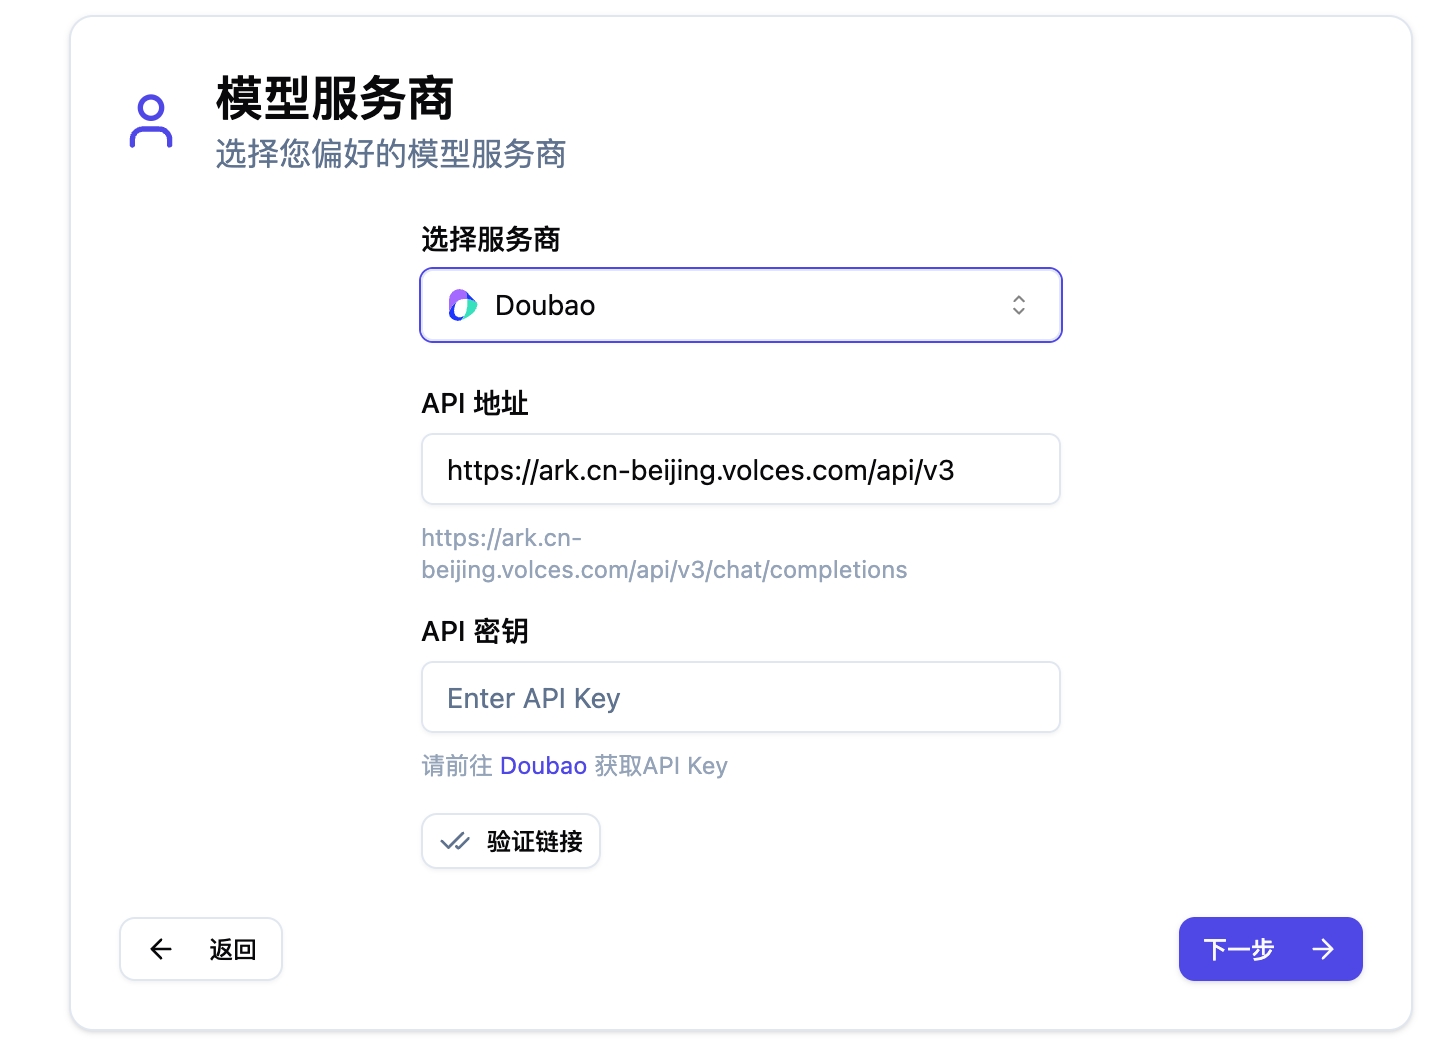 模型服务商
选择您偏好的模型服务商
选择服务商
Doubao
API 地址
https://ark.cn-beijing.volces.com/api/v3
https://ark.cn-
beijing.volces.com/api/v3/chat/completions
API 密钥
Enter API Key
请前往 Doubao 获取API Key
验证链接
返回
下一步